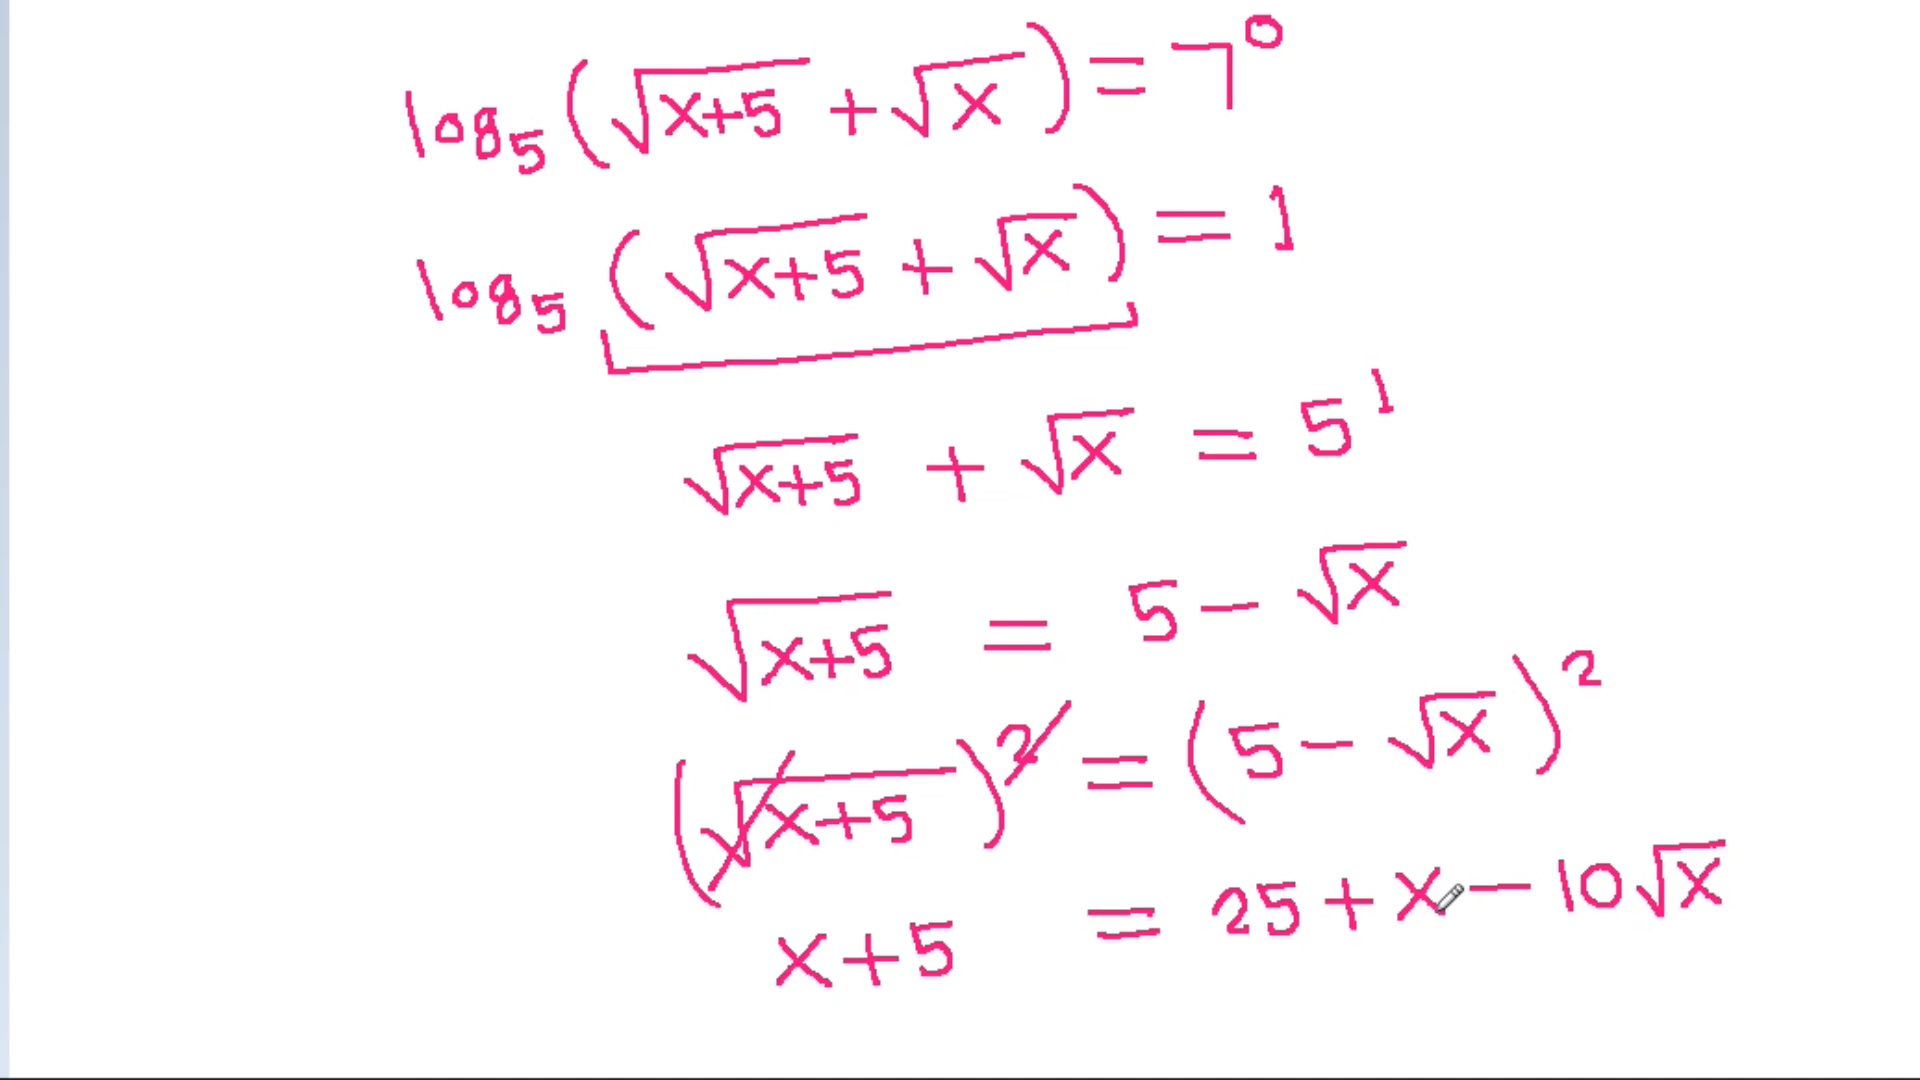 log₅(√(x+5) + √x) = 7⁰
log₅(√(x+5) + √x) = 1
√(x+5) + √x = 5¹
√(x+5) = 5 - √x
(√(x+5))² = (5 - √x)²
x+5 = 25 + x - 10√x